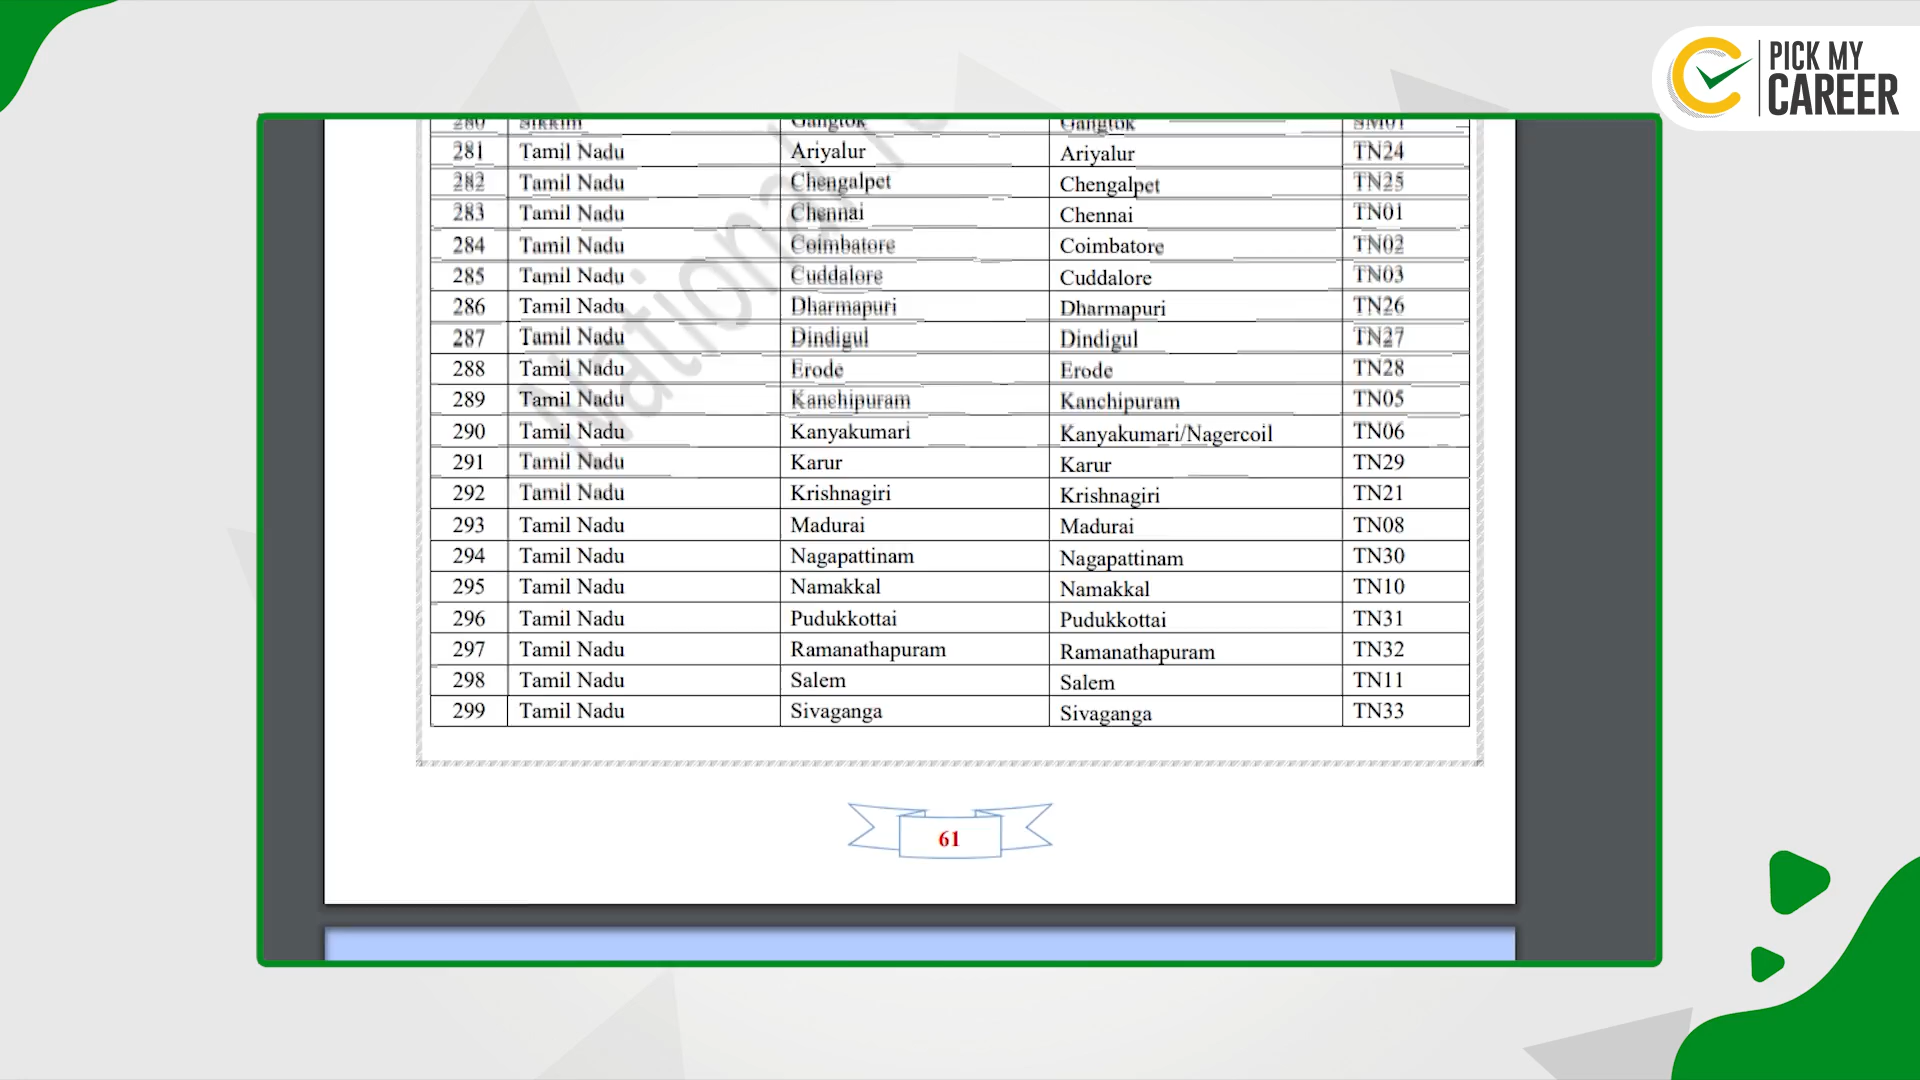 PICK MY
CAREER
280 Sikkim Gangtok Gangtok SM01
281 Tamil Nadu Ariyalur Ariyalur TN24
282 Tamil Nadu Chengalpet Chengalpet TN25
283 Tamil Nadu Chennai Chennai TN01
284 Tamil Nadu Coimbatore Coimbatore TN02
285 Tamil Nadu Cuddalore Cuddalore TN03
286 Tamil Nadu Dharmapuri Dharmapuri TN26
287 Tamil Nadu Dindigul Dindigul TN27
288 Tamil Nadu Erode Erode TN28
289 Tamil Nadu Kanchipuram Kanchipuram TN05
290 Tamil Nadu Kanyakumari Kanyakumari/Nagercoil TN06
291 Tamil Nadu Karur Karur TN29
292 Tamil Nadu Krishnagiri Krishnagiri TN21
293 Tamil Nadu Madurai Madurai TN08
294 Tamil Nadu Nagapattinam Nagapattinam TN30
295 Tamil Nadu Namakkal Namakkal TN10
296 Tamil Nadu Pudukkottai Pudukkottai TN31
297 Tamil Nadu Ramanathapuram Ramanathapuram TN32
298 Tamil Nadu Salem Salem TN11
299 Tamil Nadu Sivaganga Sivaganga TN33
National
61